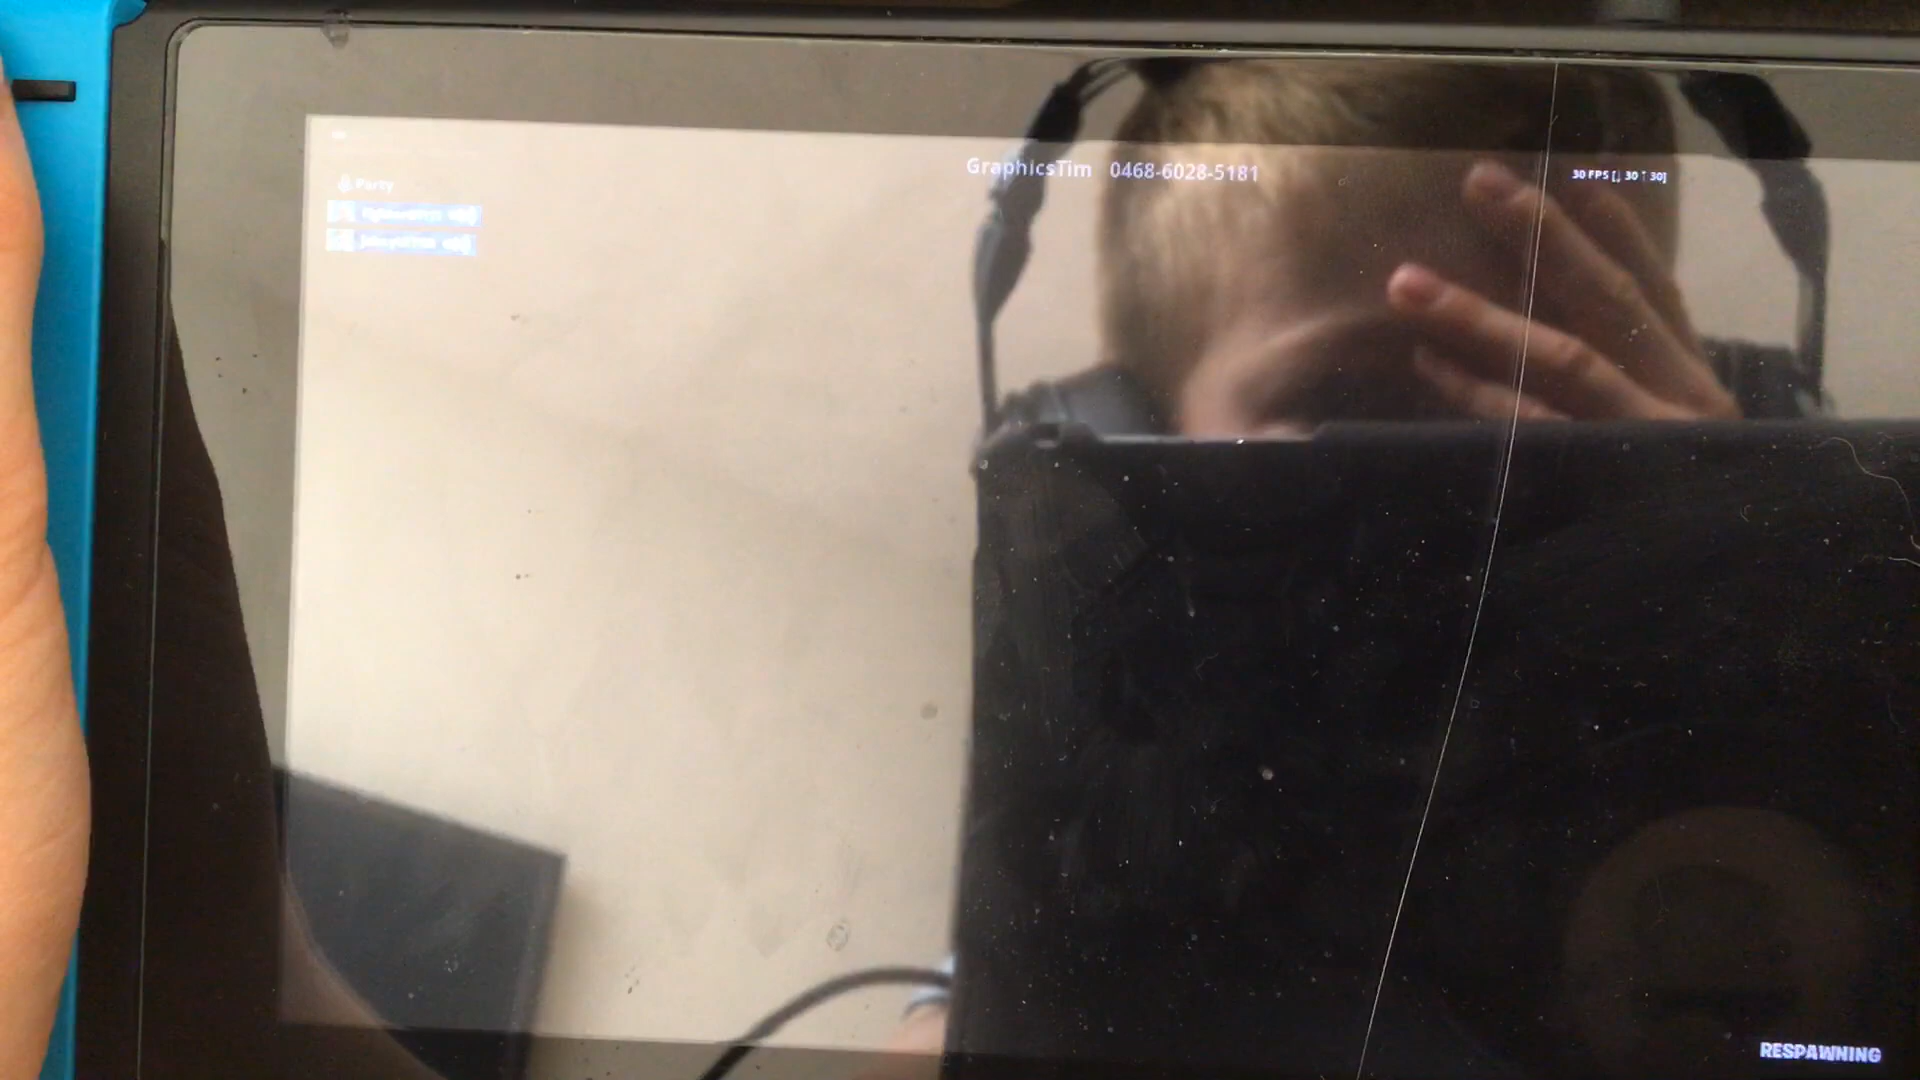 GraphicsTim 0468-6028-5181
30 FPS [↓ 30 ↑ 30]
Party
RESPAWNING